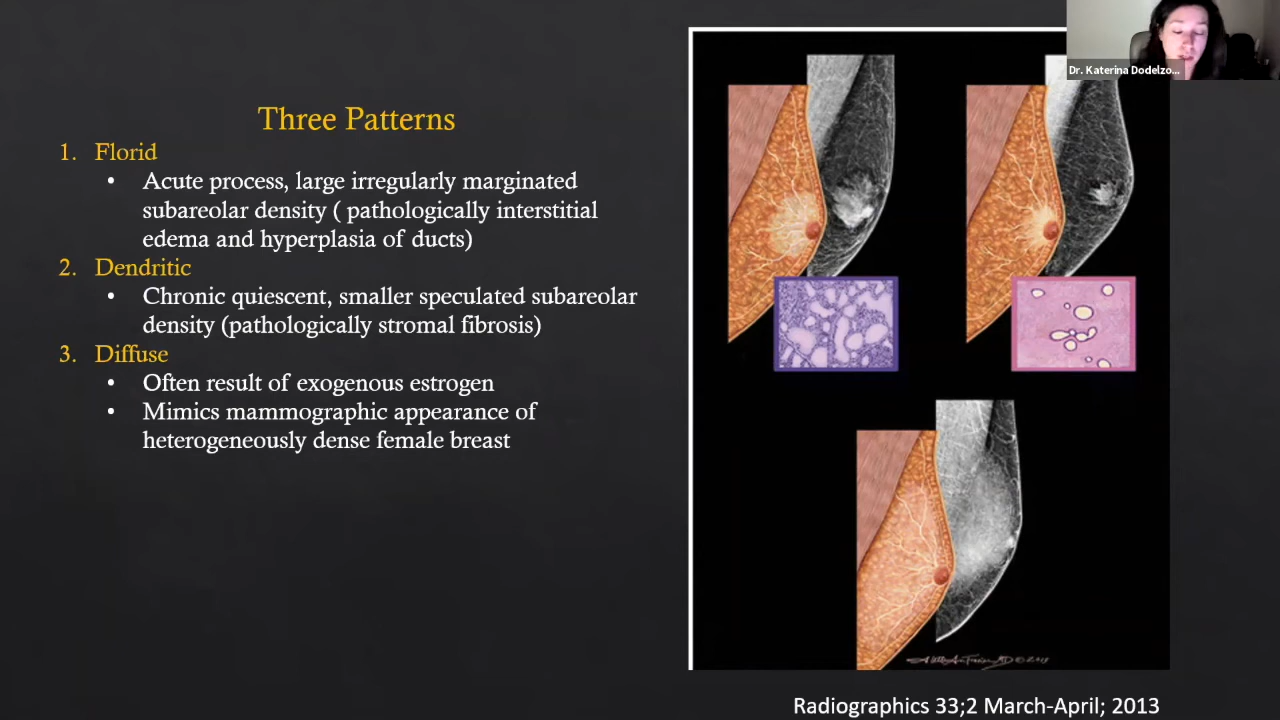 Three Patterns
1. Florid
• Acute process, large irregularly marginated
subareolar density ( pathologically interstitial
edema and hyperplasia of ducts)
2. Dendritic
• Chronic quiescent, smaller speculated subareolar
density (pathologically stromal fibrosis)
3. Diffuse
• Often result of exogenous estrogen
• Mimics mammographic appearance of
heterogeneously dense female breast
Dr. Katerina Dodelzo...
Radiographics 33;2 March-April; 2013